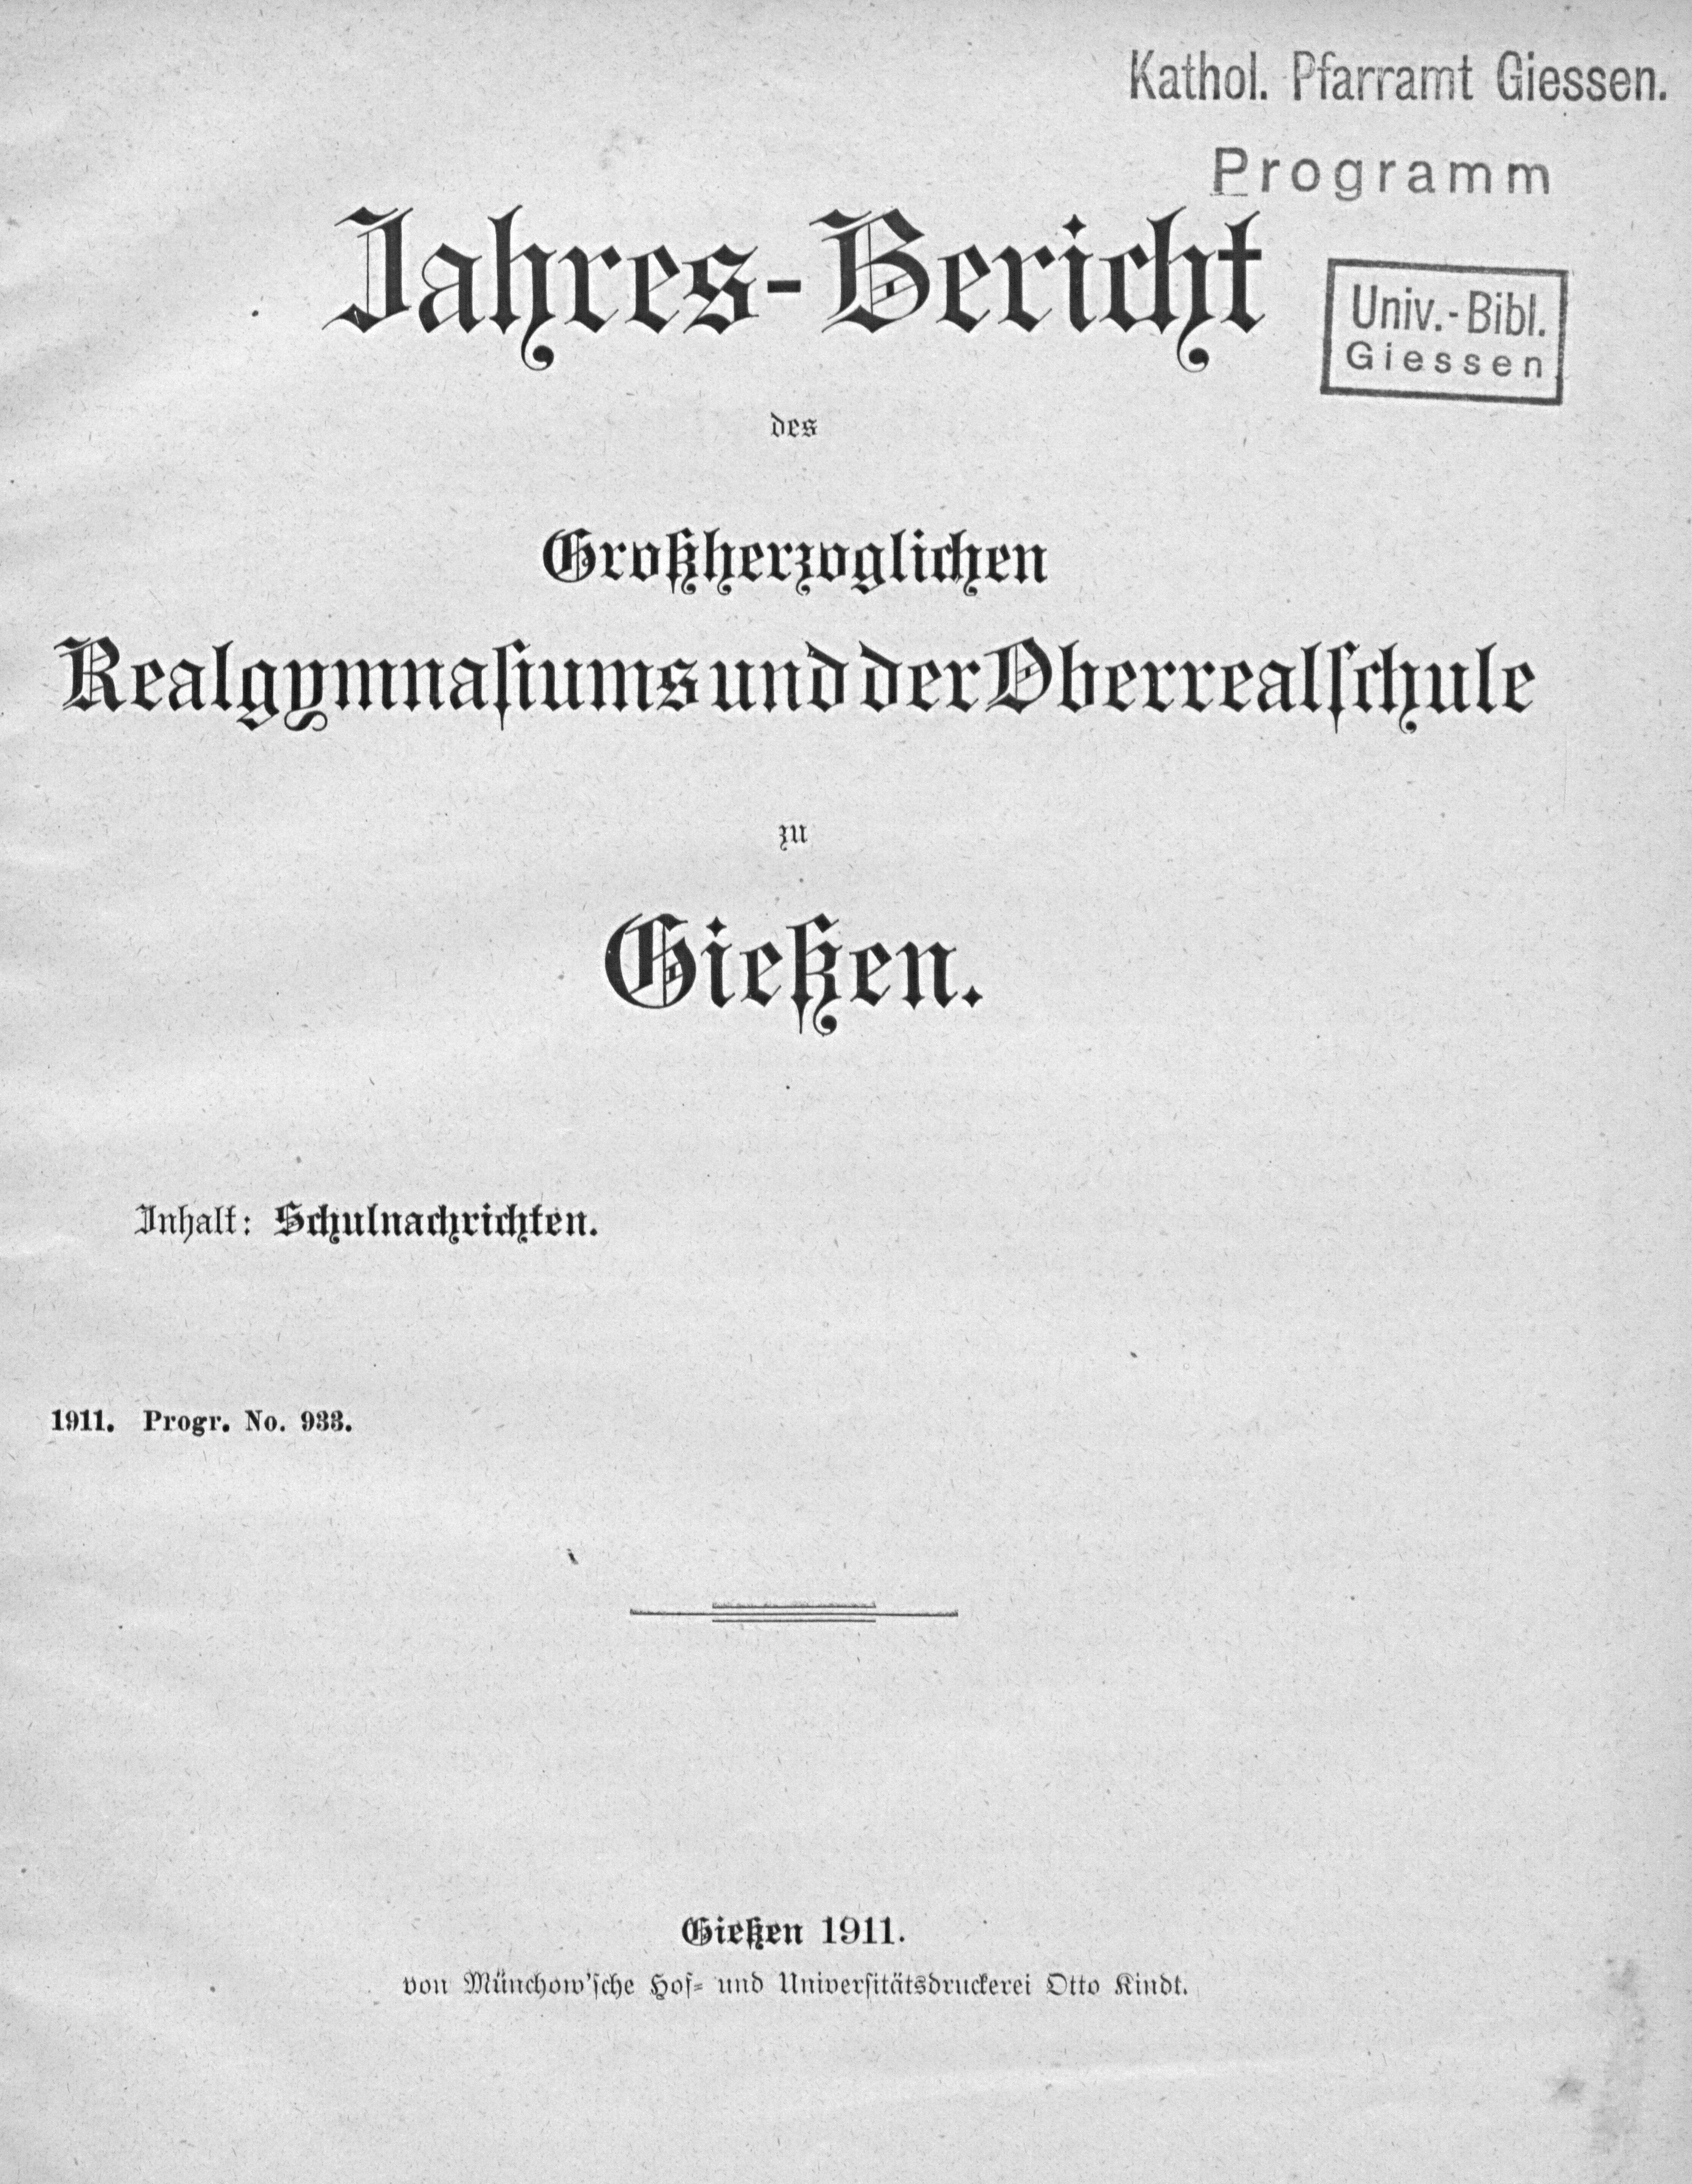 Kathol. Pfarramt Giessen.
Programm
Jahres-Bericht
Univ.-Bibl.
Giessen
des
Großherzoglichen
Realgymnasiums und der Oberrealschule
zu
Gießen.
Inhalt: Schulnachrichten.
1911. Progr. No. 933.
Gießen 1911.
von Münchow'sche Hof- und Universitätsdruckerei Otto Kindt.